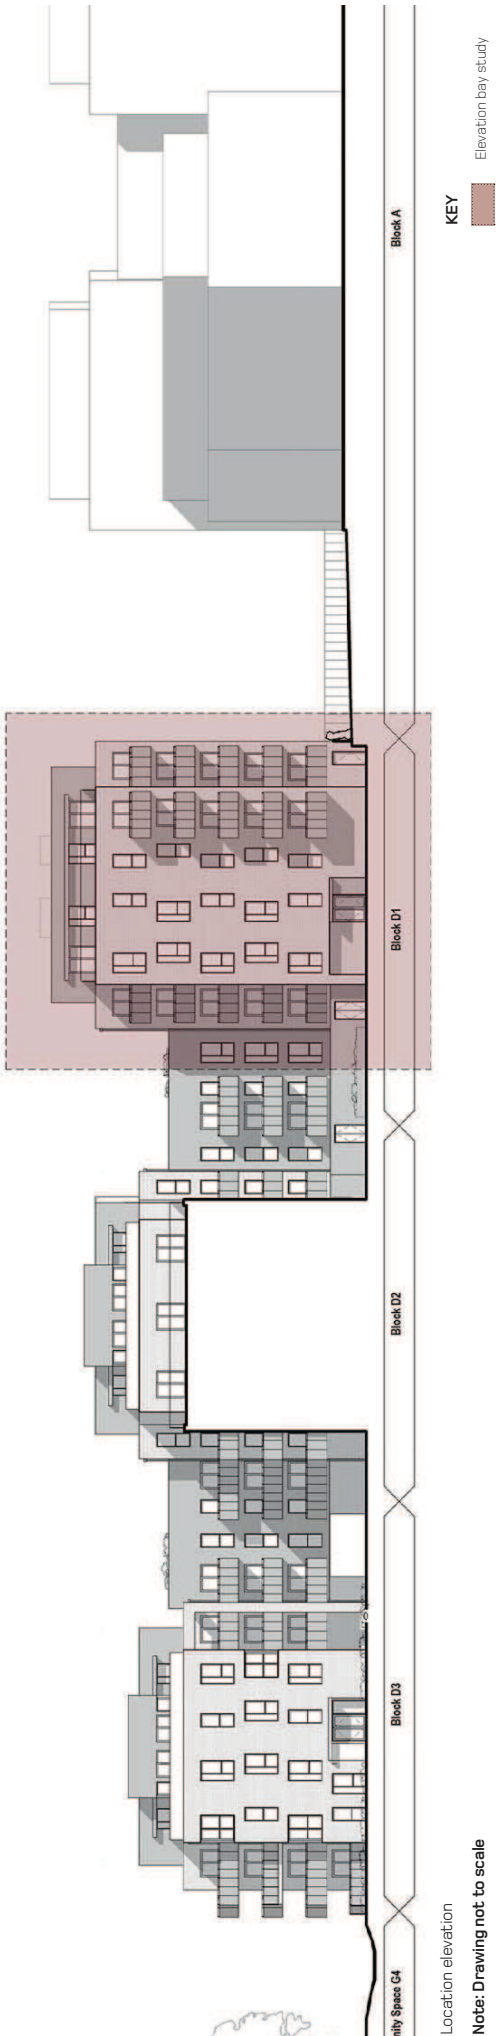 ity Space G4
Block D3
Block D2
Block D1
Block A
Location elevation
Note: Drawing not to scale
KEY
Elevation bay study